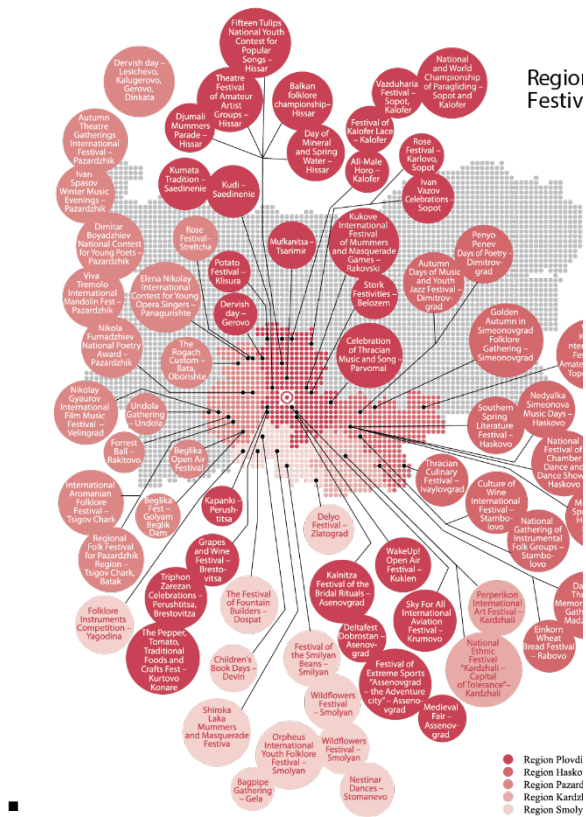 Region
Festiv
Fifteen Tulips
National Youth
Contest for
Popular
Songs –
Hissar
Dervish day –
Lesichevo,
Kalugerovo,
Gerovo,
Dinkata
Theatre
Festival of
Amateur
Artist
Groups –
Hissar
Balkan
folklore
championship–
Hissar
Vazduharia
Festival –
Sopot,
Kalofer
National
and World
Championship
of Paragliding –
Sopot and
Kalofer
Djumali
Mummers
Parade –
Hissar
Day of
Mineral
and Spring
Water –
Hissar
Festival of
Kalofer Lace
– Kalofer
All-Male
Horo –
Kalofer
Rose
Festival –
Karlovo,
Sopot
Autumn
Theatre
Gatherings
International
Festival –
Pazardzhik
Kumata
Tradition –
Saedinenie
Kudi –
Saedinenie
Ivan
Vazov
Celebrations –
Sopot
Ivan
Spasov
Winter Music
Evenings –
Pazardzhik
Dimitar
Boyadzhiev
National Contest
for Young Poets –
Pazardzhik
Rose
Festival–
Streltcha
Mufkanitsa –
Tsarimir
Kukove
International
Festival
of Mummers
and Masquerade
Games –
Rakovski
Penyo
Penev
Days of Poetry –
Dimitrov-
grad
Viva
Tremolo
International
Mandolin Fest –
Pazardzhik
Elena Nikolay
International
Contest for Young
Opera Singers –
Panagurishte
Potato
Festival –
Klisura
Dervish
day –
Gerovo
Stork
Festivities –
Belozem
Autumn
Days of Music
and Youth
Jazz Festival –
Dimitrov-
grad
Nikola
Furnadzhiev
National Poetry
Award –
Pazardzhik
The
Rogach
Custom –
Bata,
Oborishte
Celebration
of Thracian
Music and Song –
Parvomai
Golden
Autumn in
Simeonovgrad
Folklore
Gathering –
Simeonovgrad
Nikolay
Gyaurov
International
Film Music
Festival –
Velingrad
Undola
Gathering
– Undola
Southern
Spring
Literature
Festival –
Haskovo
Nedyalka
Simeonova
Music Days –
Haskovo
Forrest
Ball –
Rakitovo
Beglika
Open Air
Festival
National
Festival of
Chamber
Dance and
Dance Show
Haskovo
International
Aromanian
Folklore
Festival –
Tsigov Chark
Beglika
Fest –
Golyam
Beglik
Dam
Kapanki –
Perush-
titsa
Thracian
Culinary
Festival –
Ivaylovgrad
Culture of
Wine
International
Festival –
Stambo-
lovo
Regional
Folk Festival
for Pazardzhik
Region –
Tsigov Chark,
Batak
Grapes
and Wine
Festival –
Bresto-
vitsa
Delyo
Festival –
Zlatograd
National
Gathering of
Instrumental
Folk Groups –
Stambo-
lovo
Triphon
Zarezan
Celebrations –
Perushtitsa,
Brestovitza
The Festival
of Fountain
Builders –
Dospat
Kalnitza
Festival of the
Bridal Rituals –
Asenovgrad
WakeUp!
Open Air
Festival –
Kuklen
Folklore
Instruments
Competition –
Yagodina
Sky For All
International
Aviation
Festival –
Krumovo
Perperikon
International
Art Festival –
Kardzhali
The Pepper,
Tomato,
Traditional
Foods and
Crafts Fest –
Kurtovo
Konare
Children's
Book Days –
Devin
Festival of
the Smilyan
Beans –
Smilyan
Deltafest
Dobrostan –
Asenov-
grad
National
Ethnic
Festival
"Kardzhali –
Capital
of Tolerance" –
Kardzhali
Einkorn
Wheat
Bread Festival
– Rabovo
Festival of
Extreme Sports
"Assenovgrad
– the Adventure
city" – Asseno-
vgrad
Medieval
Fair –
Assenov-
grad
Shiroka
Laka
Mummers
and Masquerade
Festiva
Wildflowers
Festival –
Smolyan
Orpheus
International
Youth Folklore
Festival –
Smolyan
Wildflowers
Festival –
Smolyan
Bagpipe
Gathering
– Gela
Nestinar
Dances –
Stomanevo
Region Plovdi
Region Hasko
Region Pazard
Region Kardz
Region Smoly